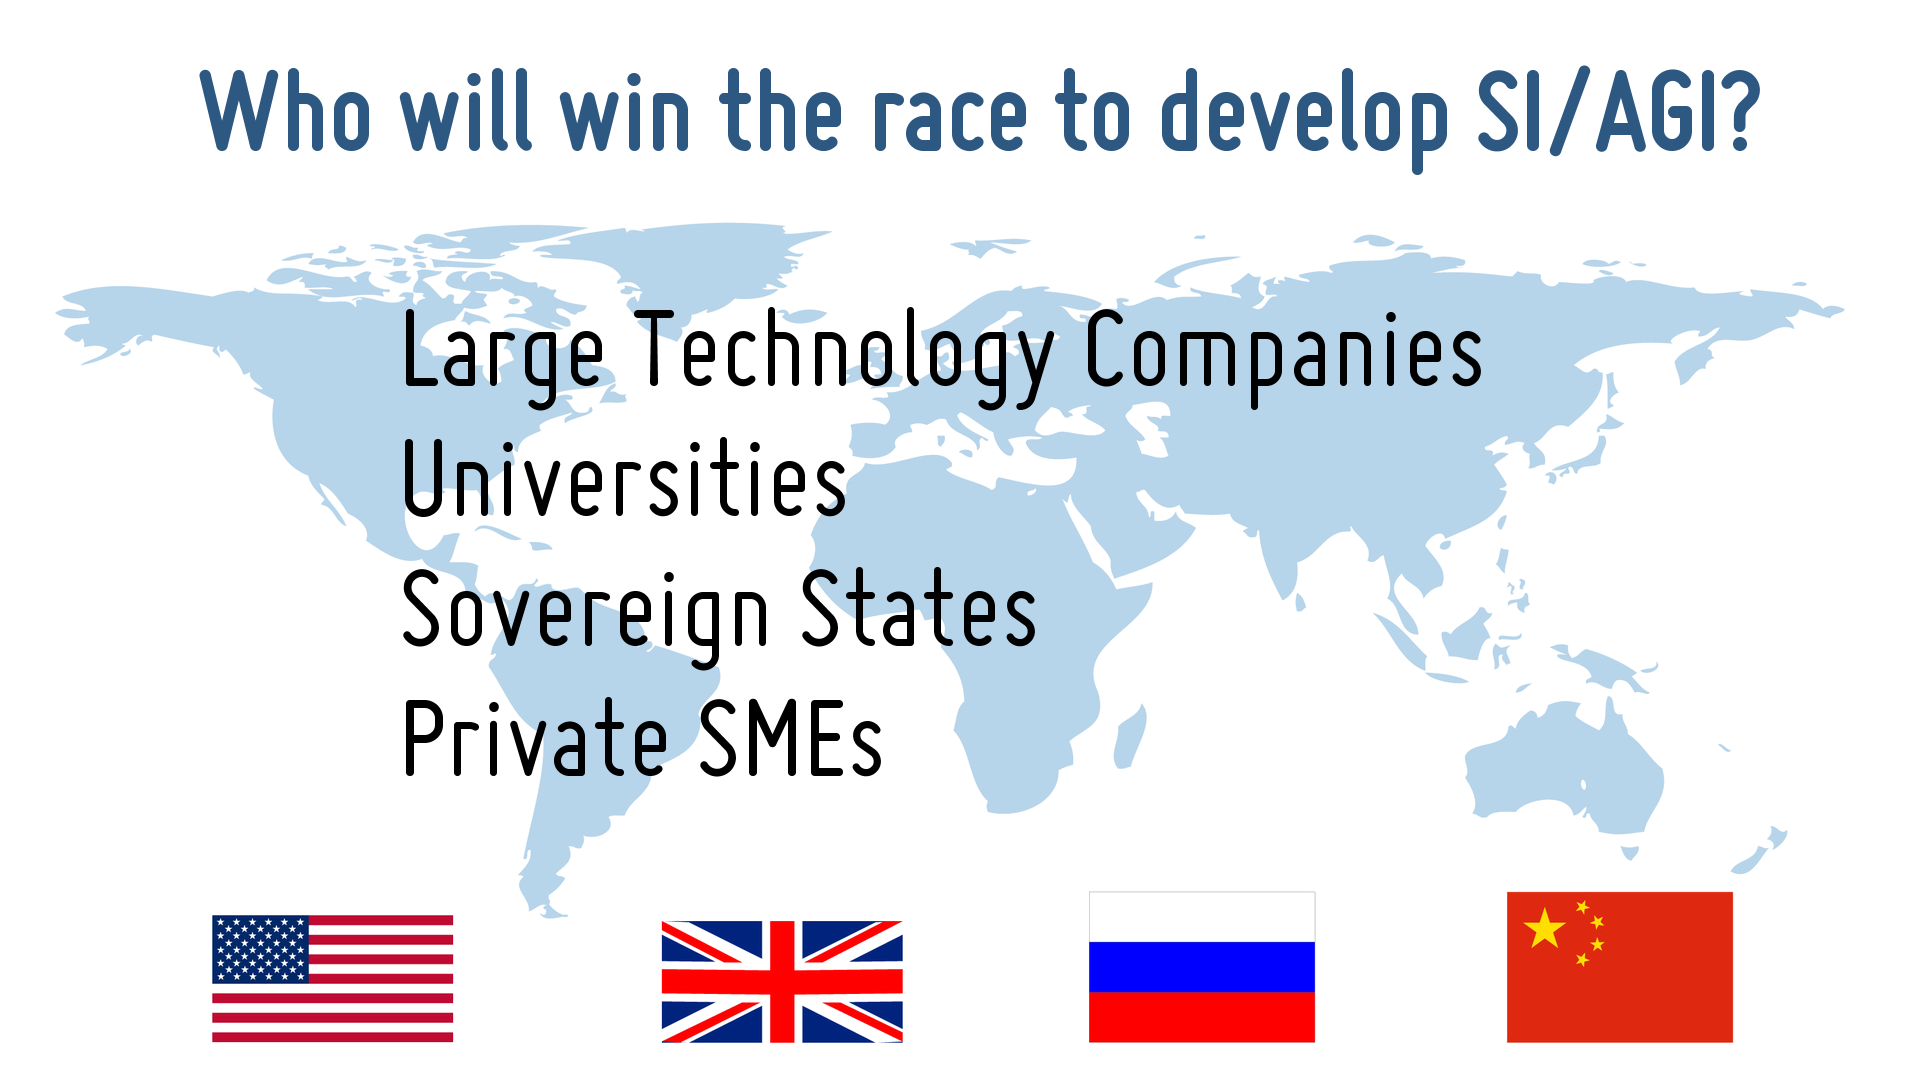 Who will win the race to develop SI/AGI?
Large Technology Companies
Universities
Sovereign States
Private SMEs